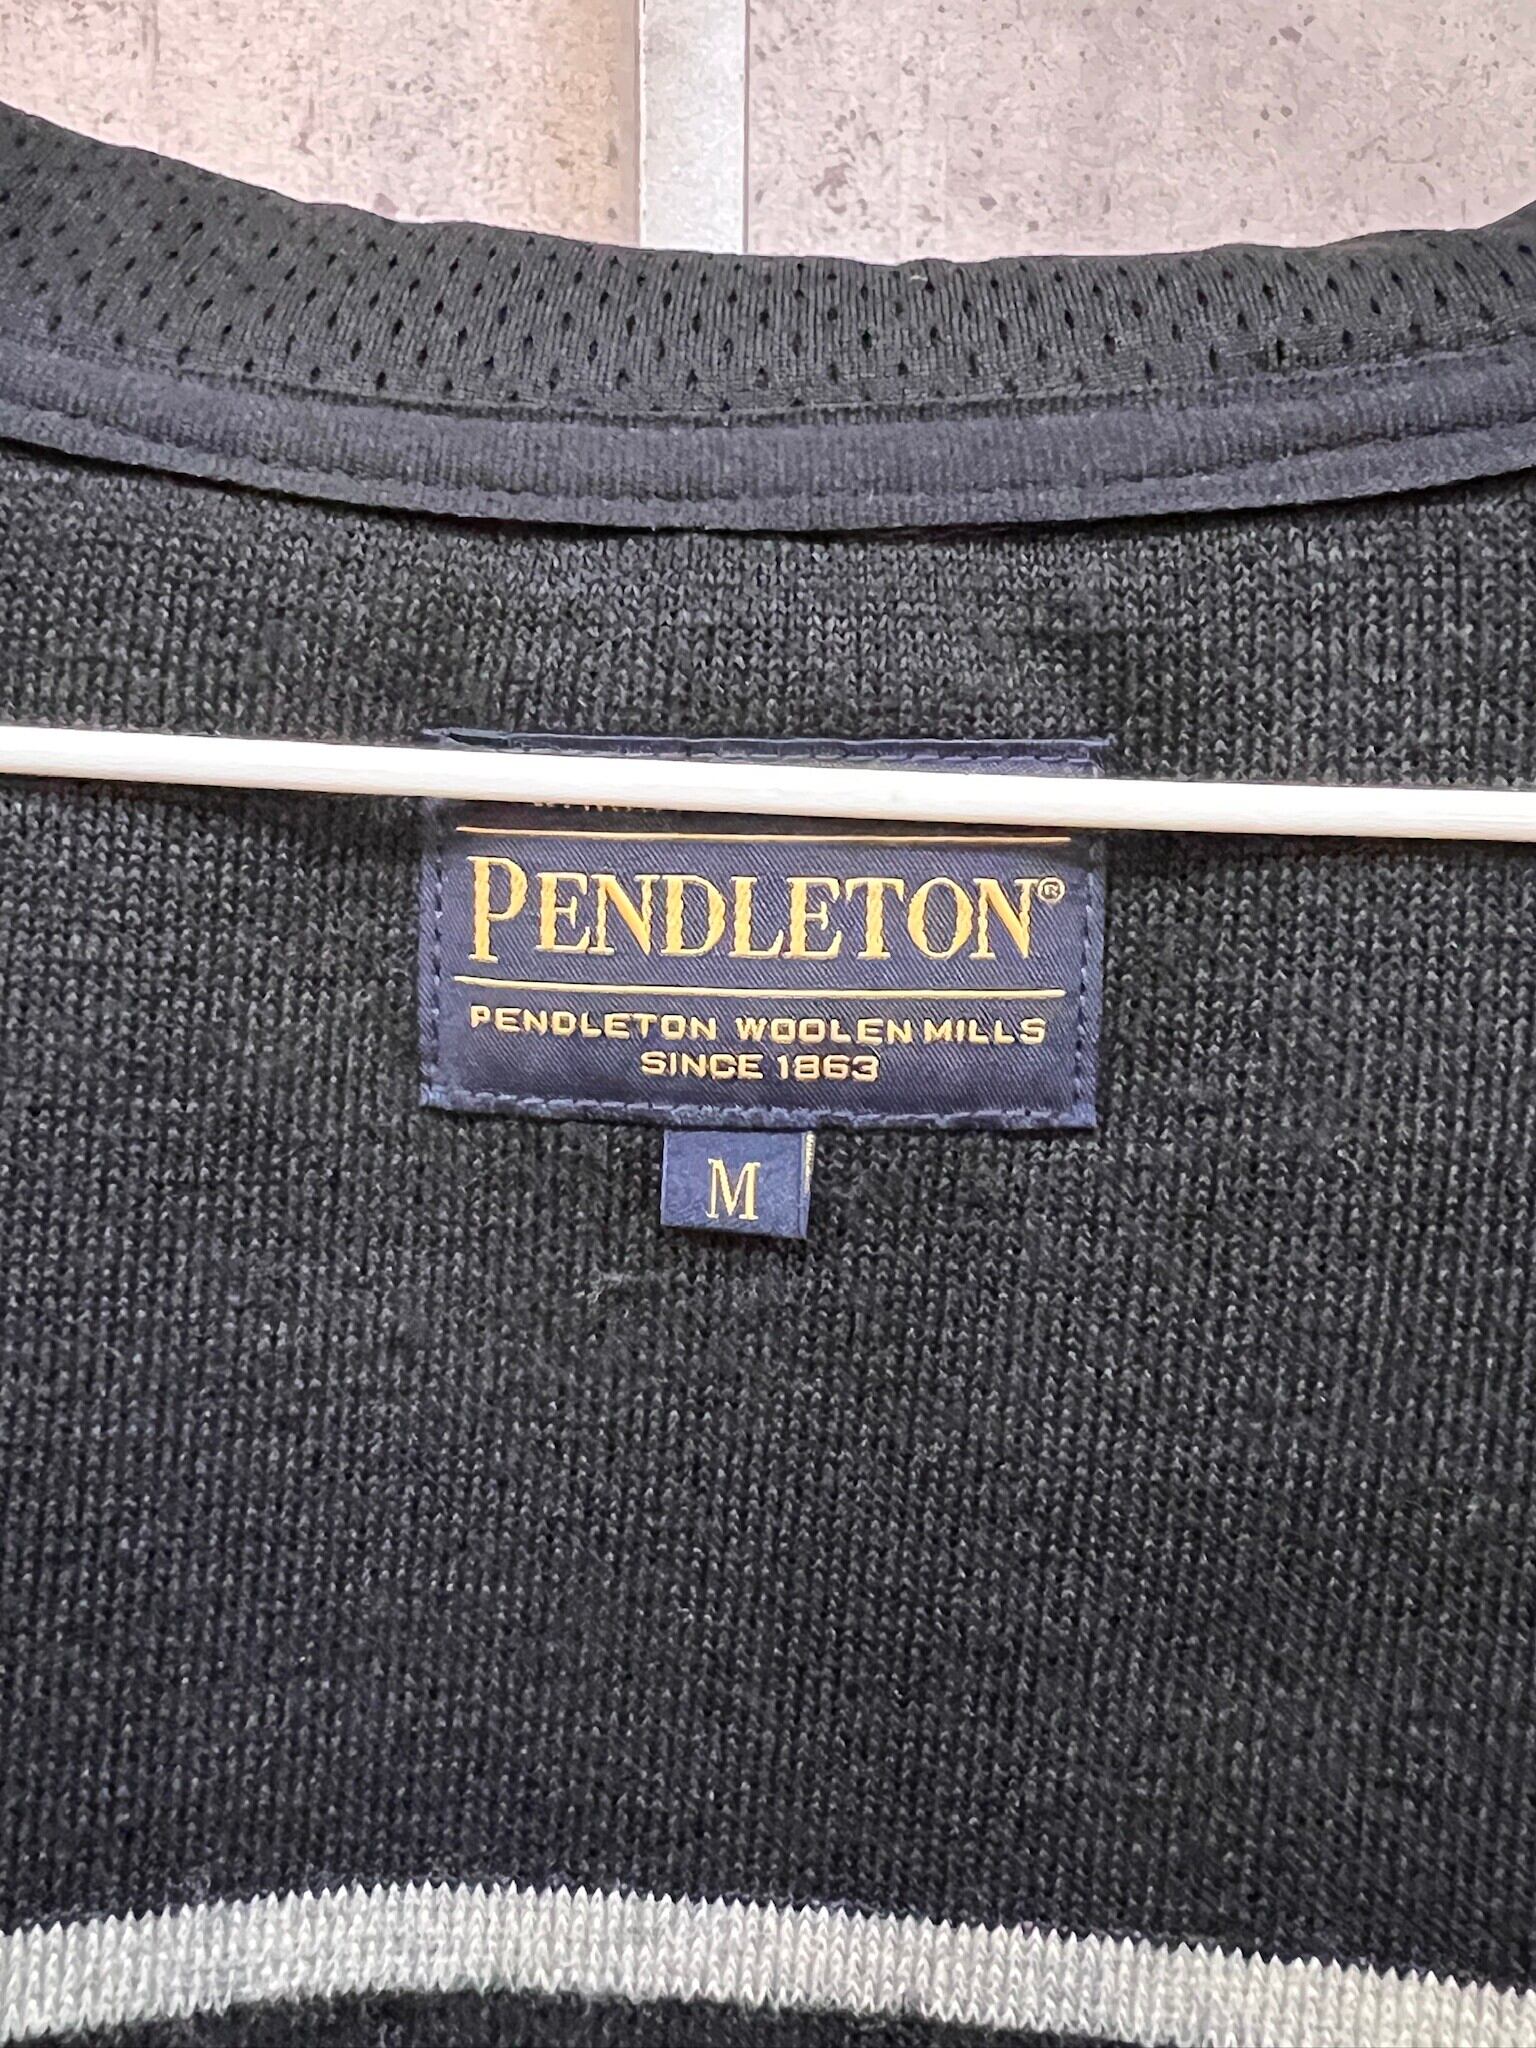 PENDLETON®
PENDLETON WOOLEN MILLS
SINCE 1863
M